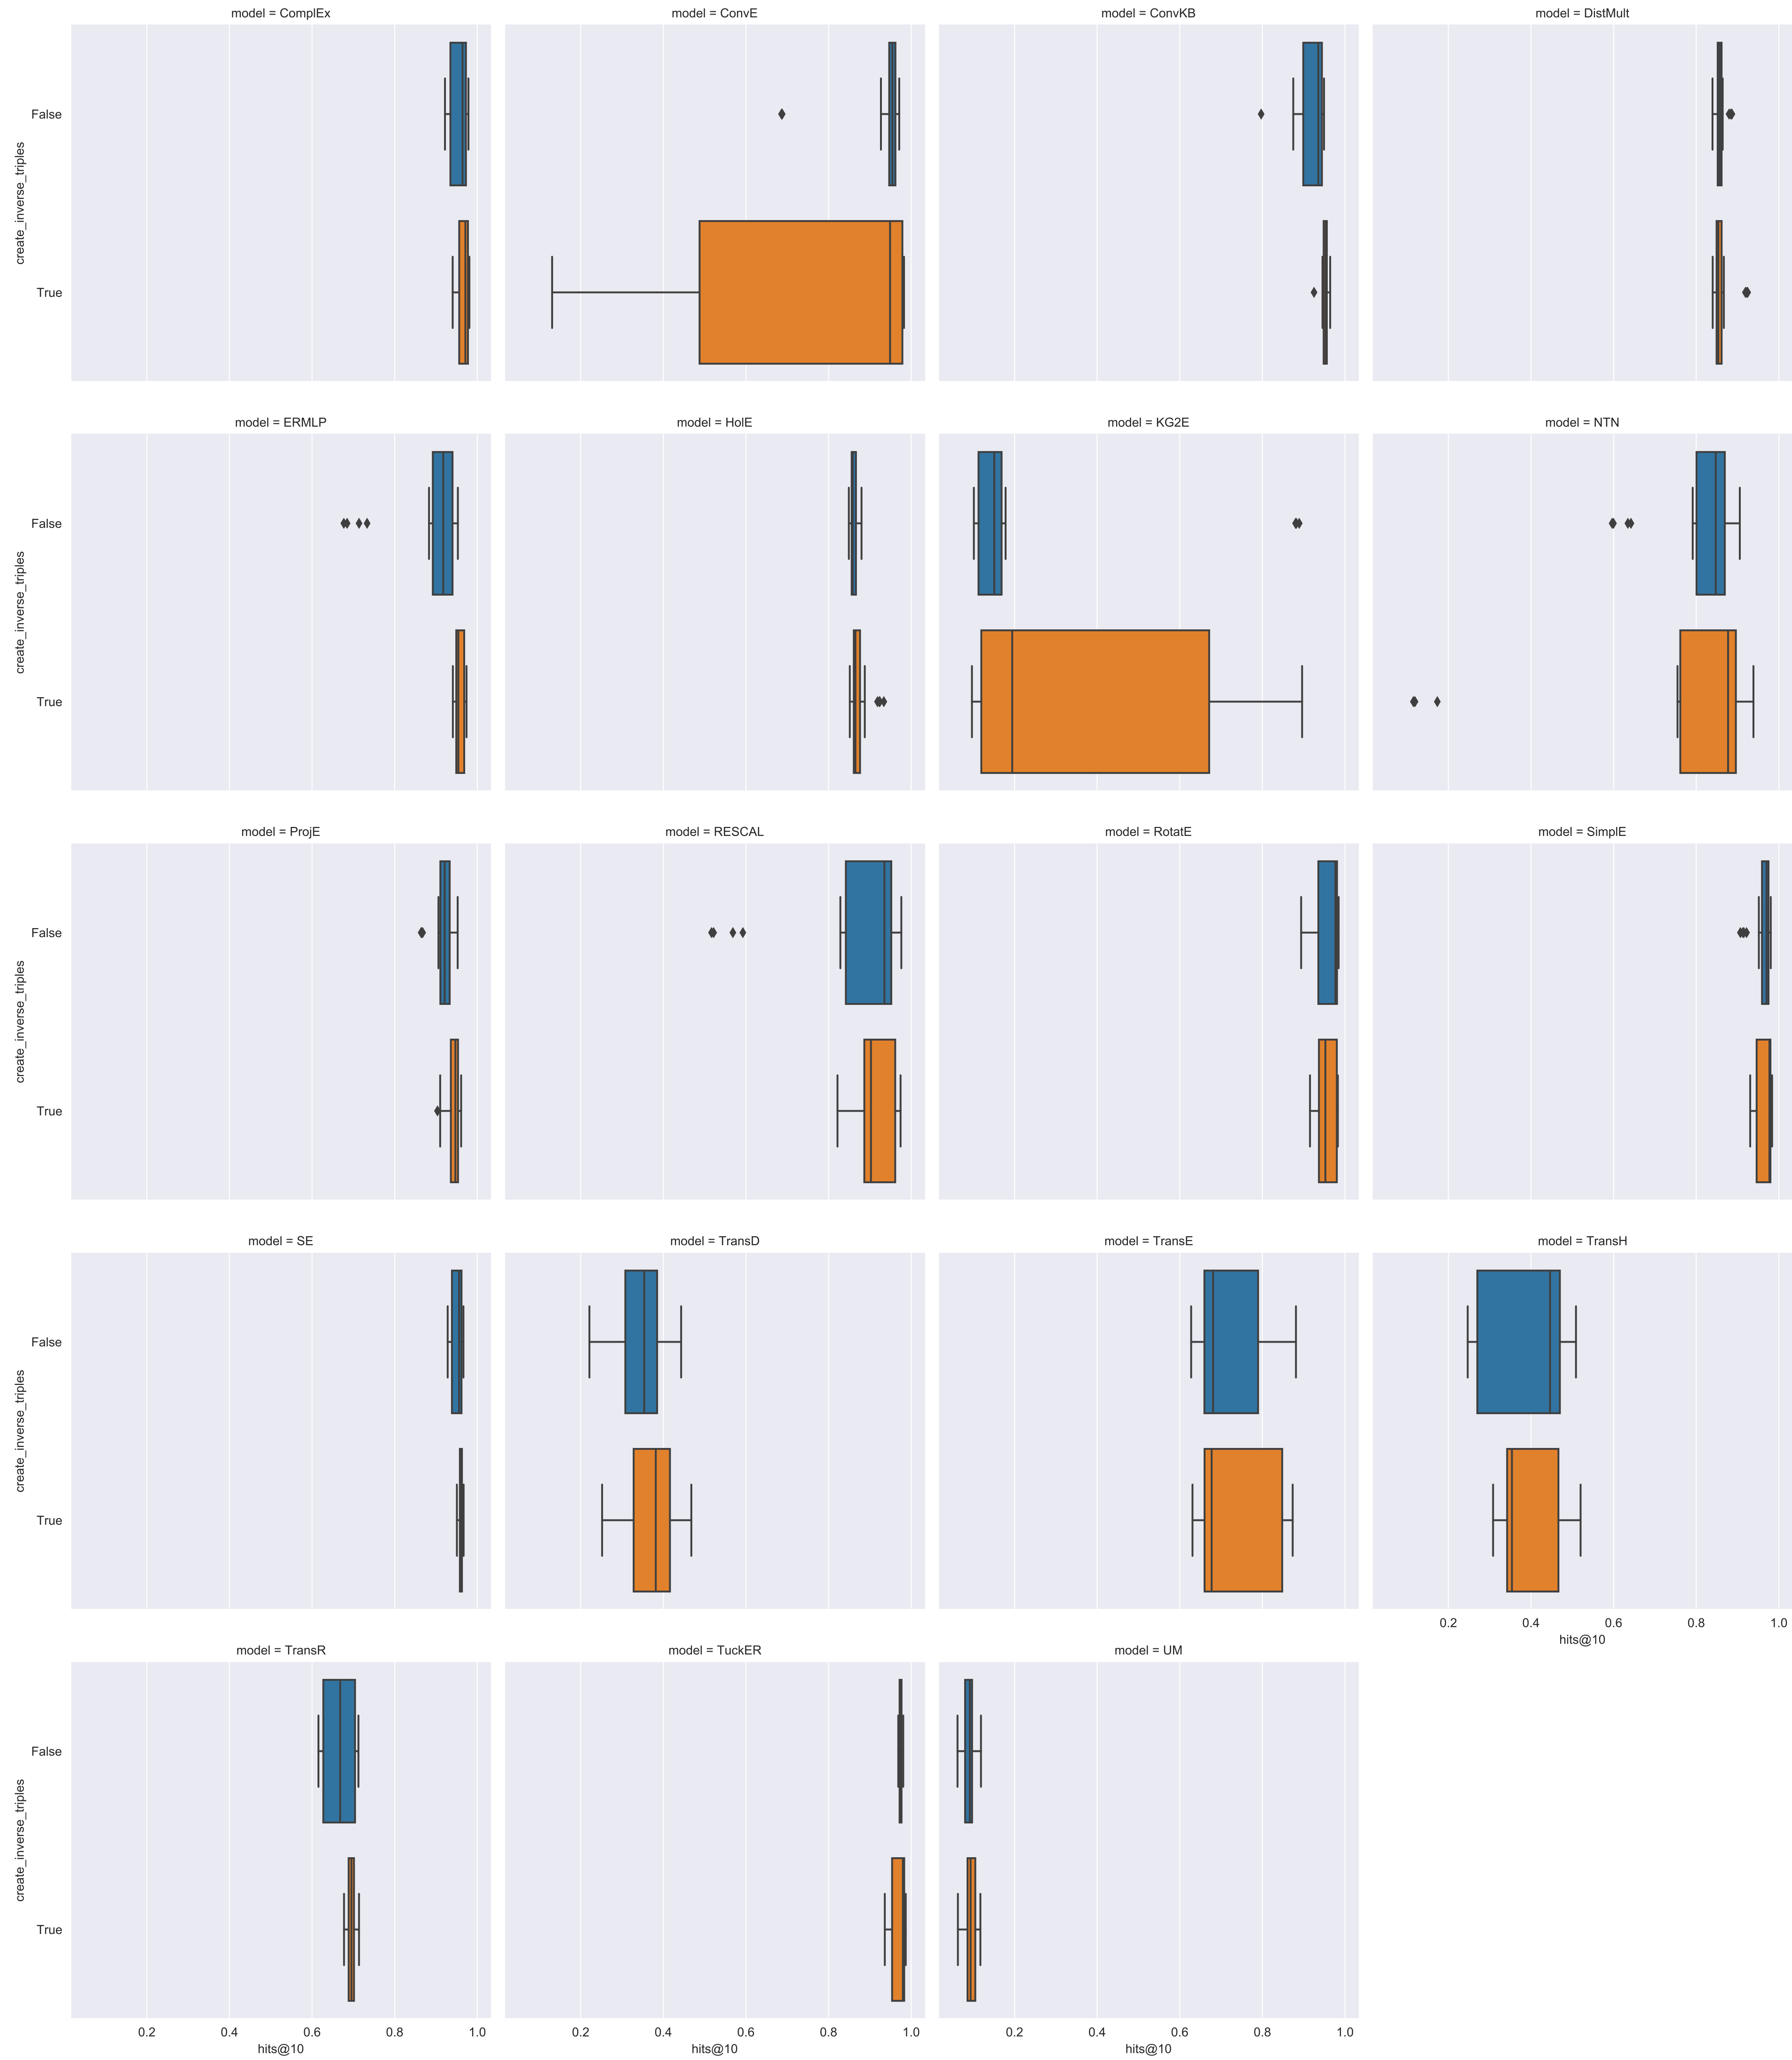 model = ComplEx
model = ConvE
model = ConvKB
model = DistMult
create_inverse_triples
False
True
model = ERMLP
model = HolE
model = KG2E
model = NTN
create_inverse_triples
False
True
model = ProjE
model = RESCAL
model = RotatE
model = SimplE
create_inverse_triples
False
True
model = SE
model = TransD
model = TransE
model = TransH
create_inverse_triples
False
True
0.2 0.4 0.6 0.8 1.0
hits@10
model = TransR
model = TuckER
model = UM
create_inverse_triples
False
True
0.2 0.4 0.6 0.8 1.0
hits@10
0.2 0.4 0.6 0.8 1.0
hits@10
0.2 0.4 0.6 0.8 1.0
hits@10